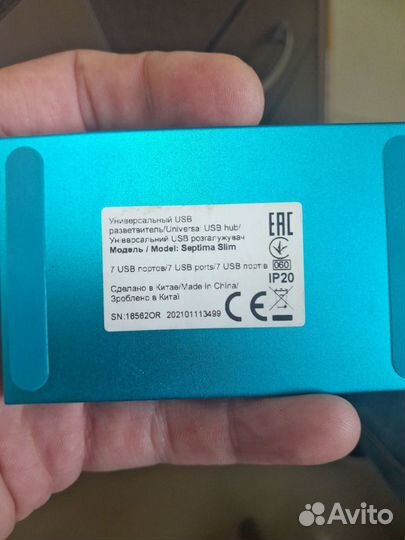 Универсальный USB
разветвитель/Universal USB hub/
Універсальний USB розгалужувач
Модель / Model: Septima Slim
7 USB портов/7 USB ports/7 USB портів
Сделано в Китае/Made in China/
Зроблено в Китаї
SN:18562OR 202101113499
EAC
060
IP20
CE
Avito